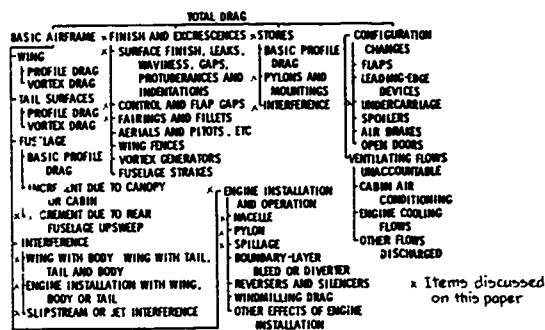 TOTAL DRAG
BASIC AIRFRAME
WING
PROFILE DRAG
VORTEX DRAG
TAIL SURFACES
PROFILE DRAG
VORTEX DRAG
FUSELAGE
BASIC PROFILE
DRAG
INCREMENT DUE TO CANOPY
OR CABIN
x INCREMENT DUE TO REAR
FUSELAGE UPSWEEP
INTERFERENCE
x WING WITH BODY WING WITH TAIL,
TAIL AND BODY
x ENGINE INSTALLATION WITH WING,
BODY OR TAIL
x SLIPSTREAM OR JET INTERFERENCE
x FINISH AND EXCRESCENCES
x SURFACE FINISH, LEAKS,
WAVINESS, GAPS,
PROTUBERANCES AND
INDENTATIONS
x CONTROL AND FLAP GAPS
x FAIRINGS AND FILLETS
AERIALS AND PITOTS, ETC
WING FENCES
VORTEX GENERATORS
FUSELAGE STRAKES
x STORES
BASIC PROFILE
DRAG
x PYLONS AND
MOUNTINGS
x INTERFERENCE
x ENGINE INSTALLATION
AND OPERATION
x NACELLE
x PYLON
x SPILLAGE
BOUNDARY-LAYER
BLEED OR DIVERTER
REVERSERS AND SILENCERS
WINDMILLING DRAG
OTHER EFFECTS OF ENGINE
INSTALLATION
CONFIGURATION
CHANGES
FLAPS
LEADING-EDGE
DEVICES
UNDERCARRIAGE
SPOILERS
AIR BRAKES
OPEN DOORS
VENTILATING FLOWS
UNACCOUNTABLE
CABIN AIR
CONDITIONING
ENGINE COOLING
FLOWS
OTHER FLOWS
DISCHARGED
x Items discussed
on this paper